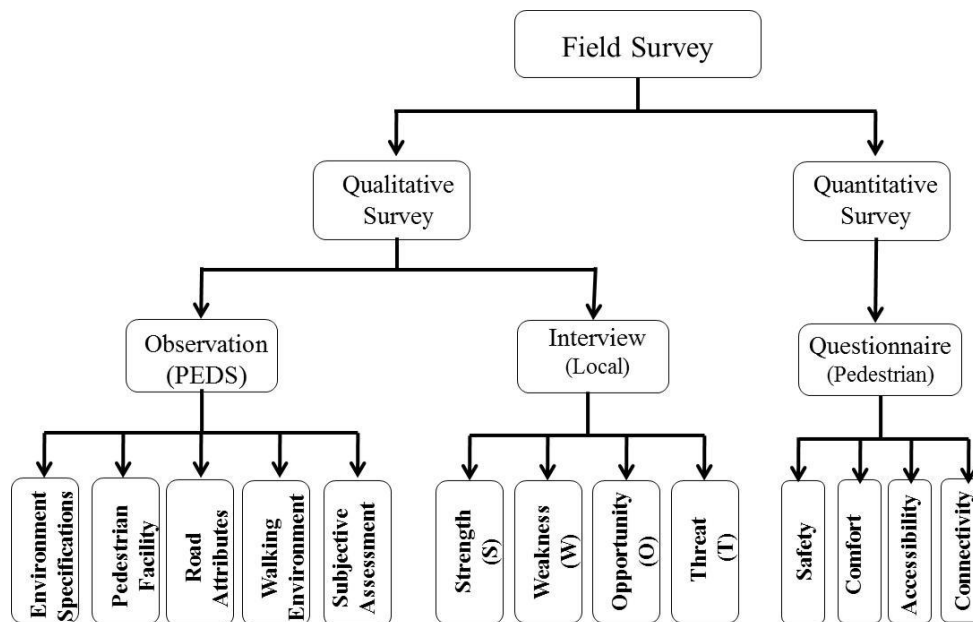 Field Survey
Qualitative
Survey
Quantitative
Survey
Observation
(PEDS)
Interview
(Local)
Questionnaire
(Pedestrian)
Environment
Specifications
Pedestrian
Facility
Road
Attributes
Walking
Environment
Subjective
Assessment
Strength
(S)
Weakness
(W)
Opportunity
(O)
Threat
(T)
Safety
Comfort
Accessibility
Connectivity